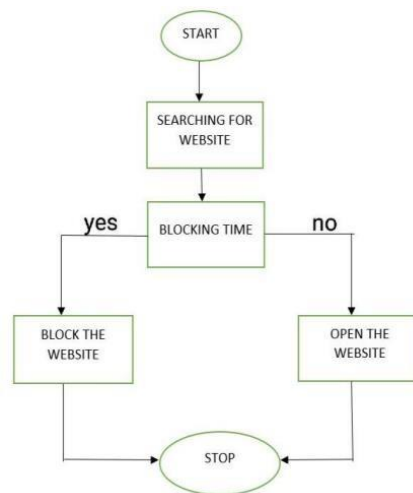 START
SEARCHING FOR
WEBSITE
yes
BLOCKING TIME
no
BLOCK THE
WEBSITE
OPEN THE
WEBSITE
STOP